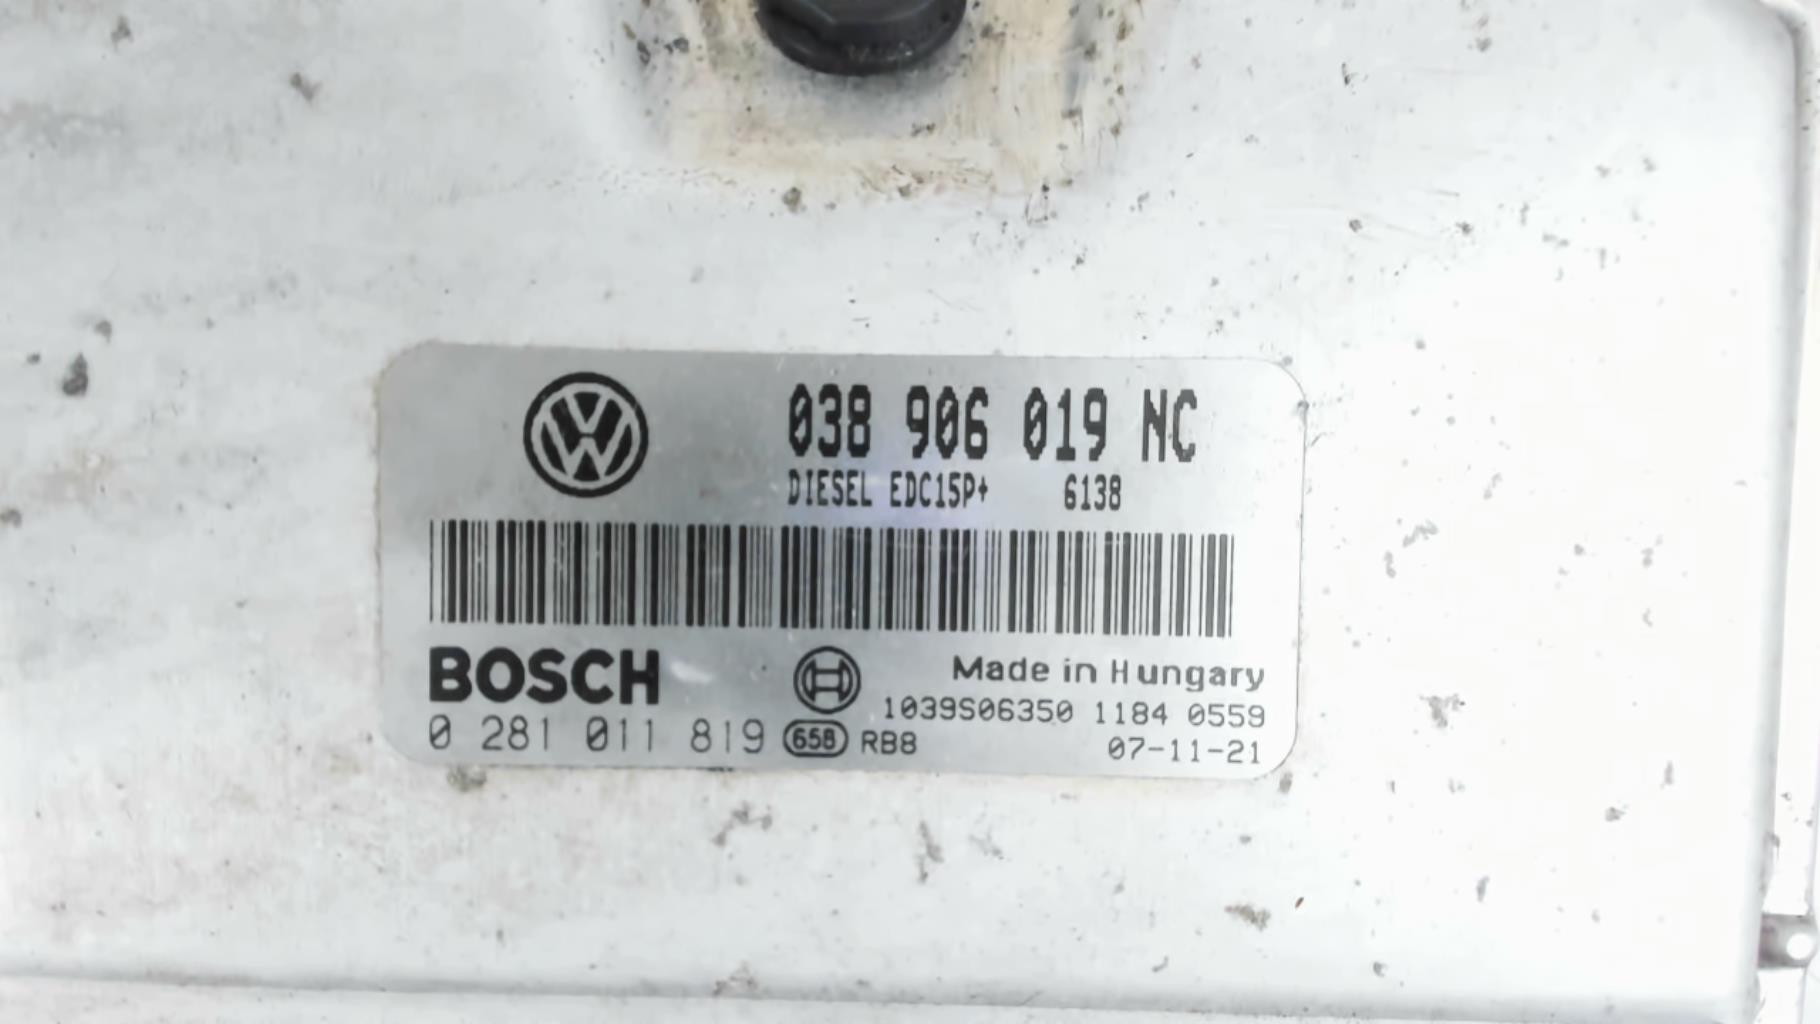 038 906 019 NC
DIESEL EDC15P+ 6138
BOSCH
Made in Hungary
1039S06350 1184 0559
0 281 011 819 658 RB8
07-11-21